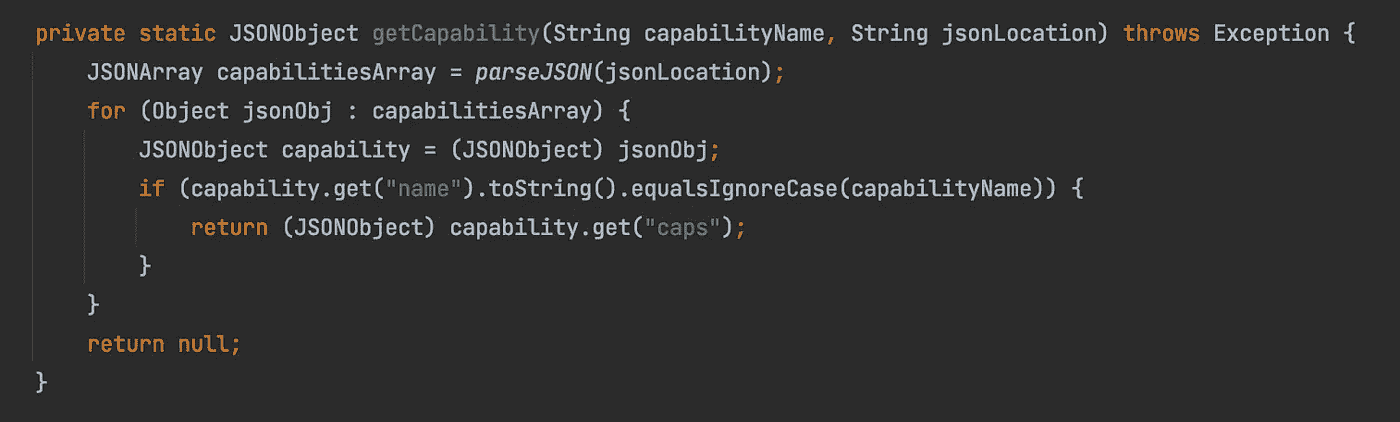 private static JSONObject getCapability(String capabilityName, String jsonLocation) throws Exception {
    JSONArray capabilitiesArray = parseJSON(jsonLocation);
    for (Object jsonObj : capabilitiesArray) {
        JSONObject capability = (JSONObject) jsonObj;
        if (capability.get("name").toString().equalsIgnoreCase(capabilityName)) {
            return (JSONObject) capability.get("caps");
        }
    }
    return null;
}